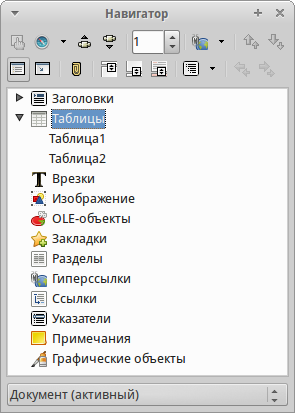 Навигатор
1
Заголовки
Таблицы
Таблица1
Таблица2
Врезки
Изображение
OLE-объекты
Закладки
Разделы
Гиперссылки
Ссылки
Указатели
Примечания
Графические объекты
Документ (активный)